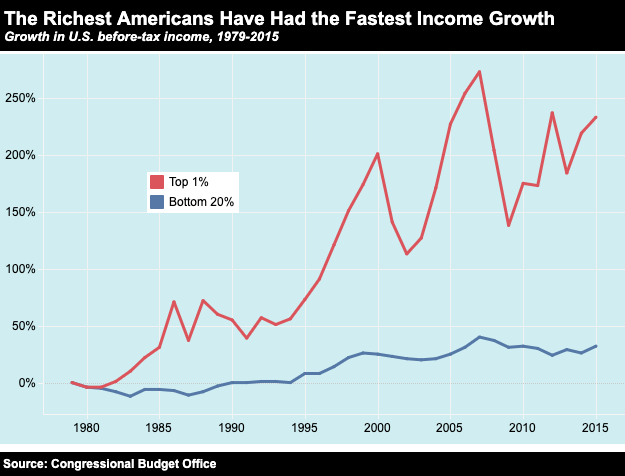 The Richest Americans Have Had the Fastest Income Growth
Growth in U.S. before-tax income, 1979-2015
250%
200%
Top 1%
Bottom 20%
150%
100%
50%
0%
1980 1985 1990 1995 2000 2005 2010 2015
Source: Congressional Budget Office